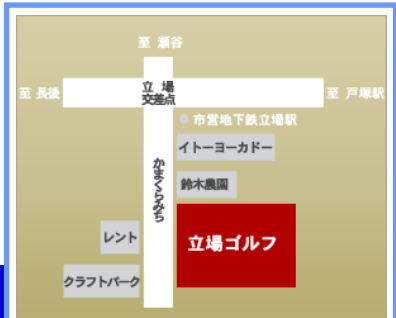 至 瀬谷
至 長後
立 場
交差点
至 戸塚駅
市営地下鉄立場駅
イトーヨーカドー
かまくらみち
鈴木農園
レント
立場ゴルフ
クラフトパーク